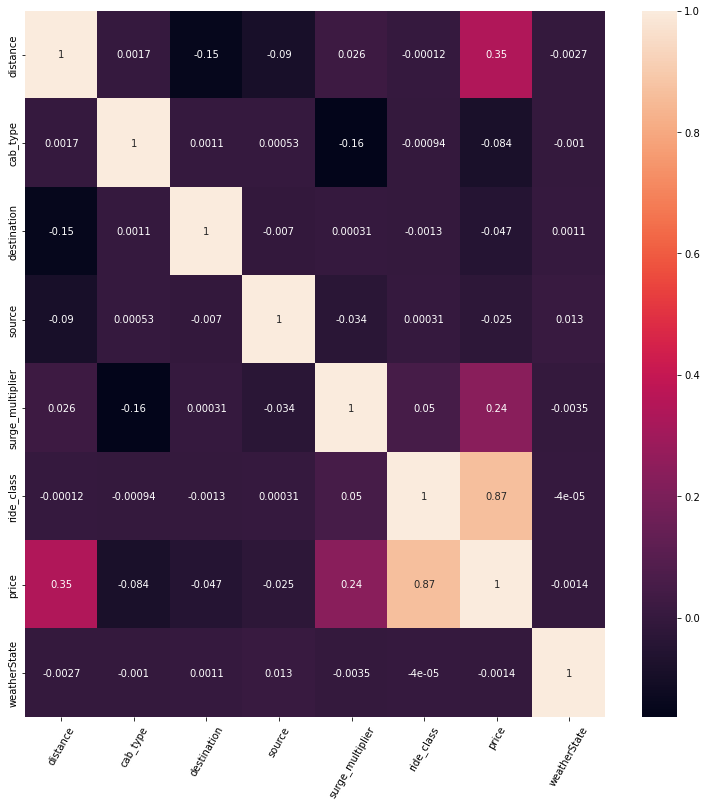 distance 1 0.0017 -0.15 -0.09 0.026 -0.00012 0.35 -0.0027
cab_type 0.0017 1 0.0011 0.00053 -0.16 -0.00094 -0.084 -0.001
destination -0.15 0.0011 1 -0.007 0.00031 -0.0013 -0.047 0.0011
source -0.09 0.00053 -0.007 1 -0.034 0.00031 -0.025 0.013
surge_multiplier 0.026 -0.16 0.00031 -0.034 1 0.05 0.24 -0.0035
ride_class -0.00012 -0.00094 -0.0013 0.00031 0.05 1 0.87 -4e-05
price 0.35 -0.084 -0.047 -0.025 0.24 0.87 1 -0.0014
weatherState -0.0027 -0.001 0.0011 0.013 -0.0035 -4e-05 -0.0014 1
distance cab_type destination source surge_multiplier ride_class price weatherState
1.0
0.8
0.6
0.4
0.2
0.0